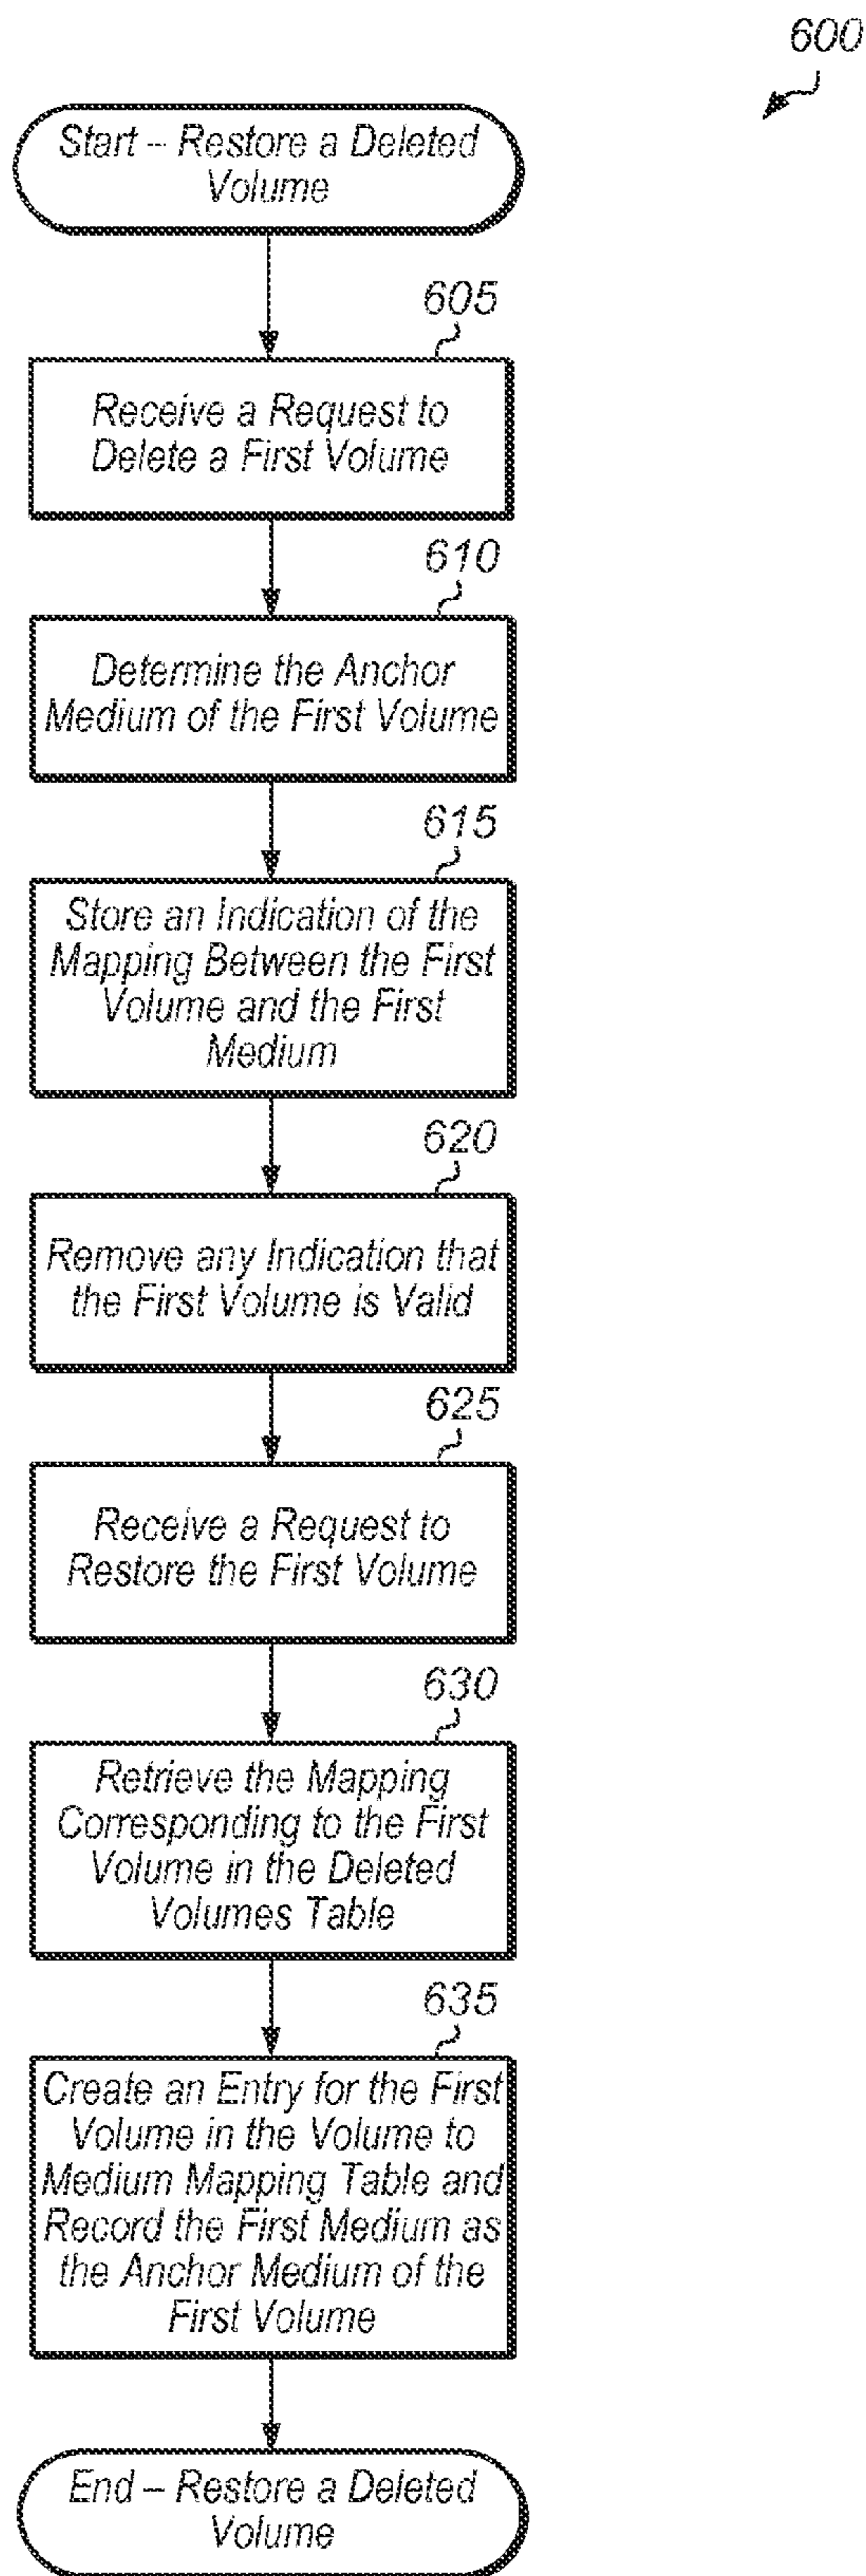 600
Start – Restore a Deleted
Volume
605
Receive a Request to
Delete a First Volume
610
Determine the Anchor
Medium of the First Volume
615
Store an Indication of the
Mapping Between the First
Volume and the First
Medium
620
Remove any Indication that
the First Volume is Valid
625
Receive a Request to
Restore the First Volume
630
Retrieve the Mapping
Corresponding to the First
Volume in the Deleted
Volumes Table
635
Create an Entry for the First
Volume in the Volume to
Medium Mapping Table and
Record the First Medium as
the Anchor Medium of the
First Volume
End – Restore a Deleted
Volume